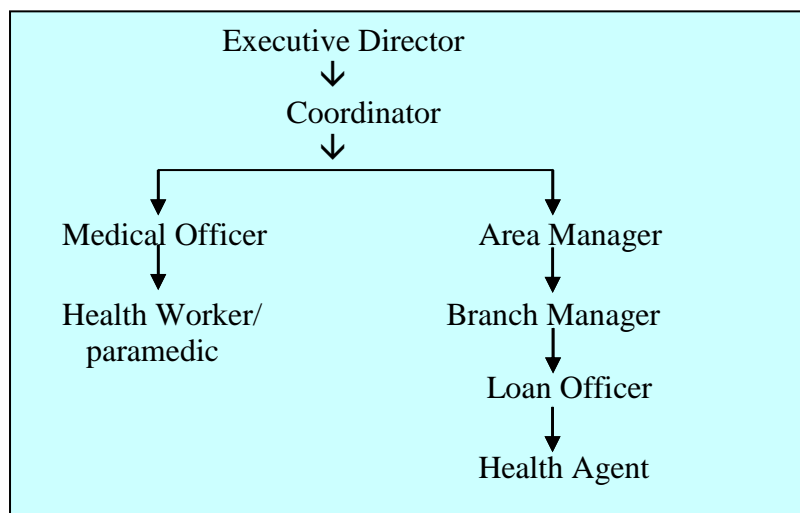 Executive Director
Coordinator
Medical Officer
Area Manager
Health Worker/
paramedic
Branch Manager
Loan Officer
Health Agent